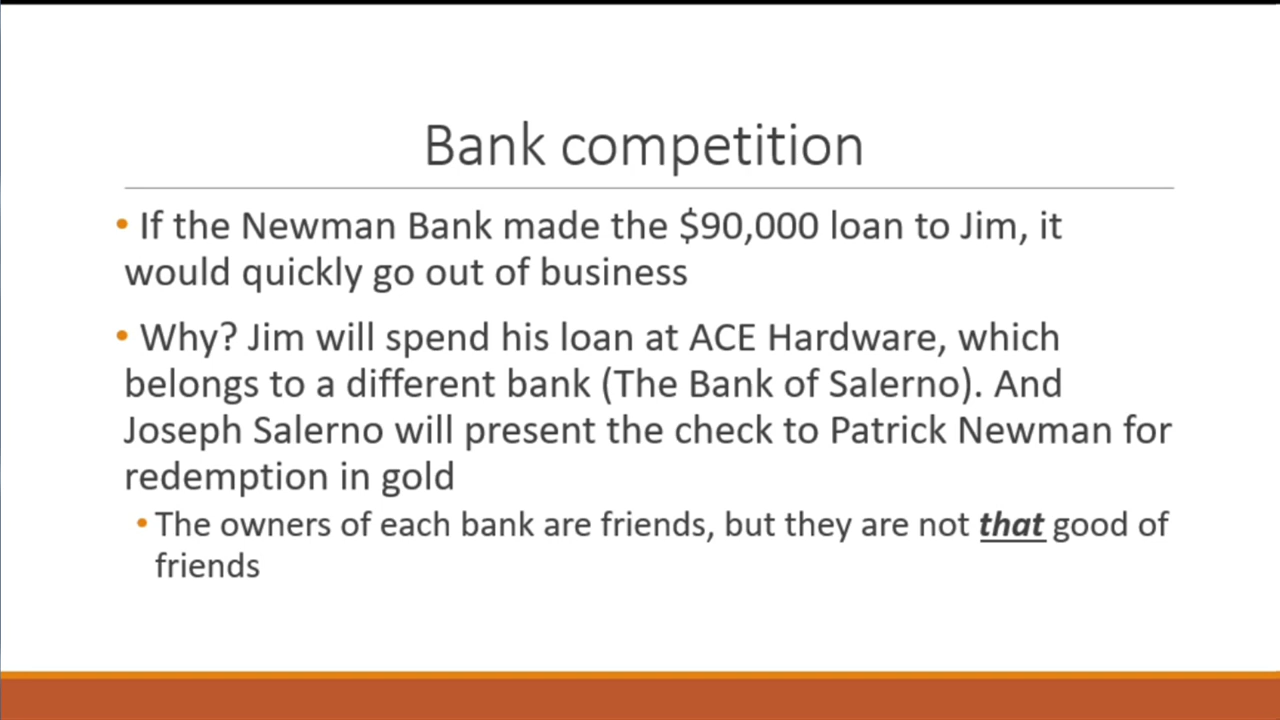 Bank competition
• If the Newman Bank made the $90,000 loan to Jim, it
would quickly go out of business
• Why? Jim will spend his loan at ACE Hardware, which
belongs to a different bank (The Bank of Salerno). And
Joseph Salerno will present the check to Patrick Newman for
redemption in gold
• The owners of each bank are friends, but they are not that good of
friends